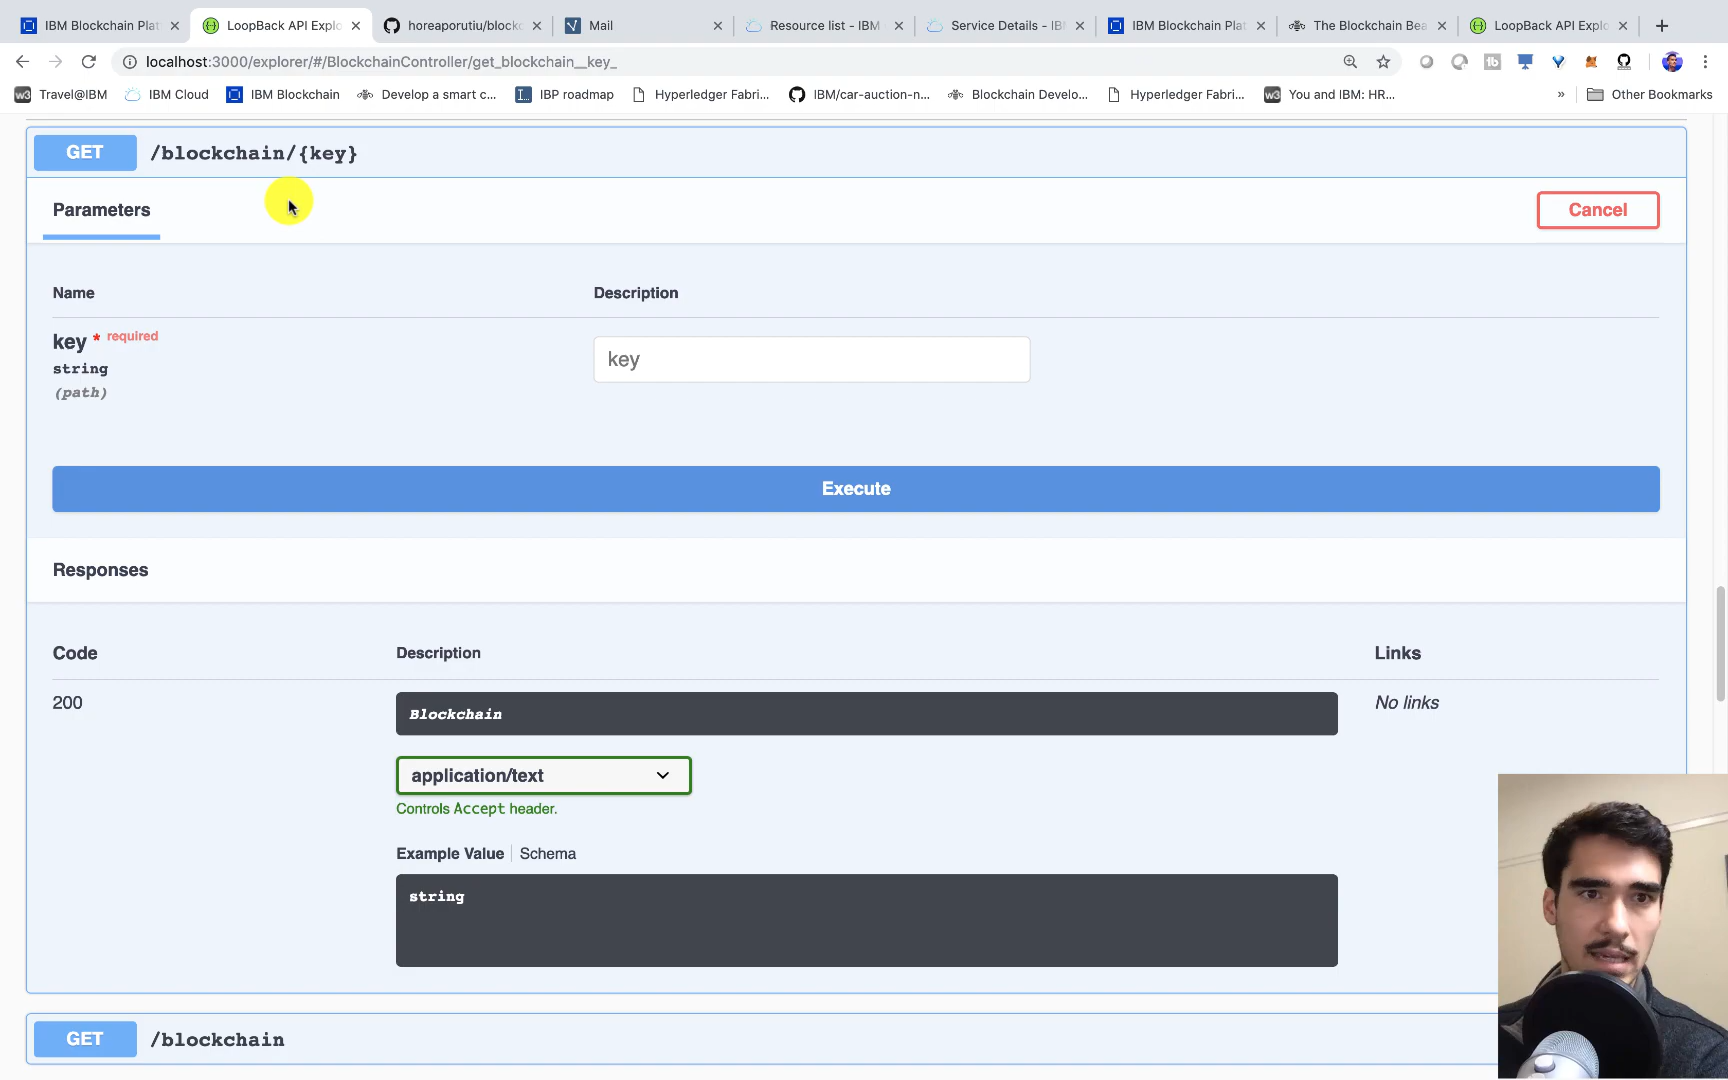 IBM Blockchain Plat
LoopBack API Explo
horeaporutiu/blockc
Mail
Resource list - IBM
Service Details - IBM
IBM Blockchain Plat
The Blockchain Bea
LoopBack API Explo
localhost:3000/explorer/#/BlockchainController/get_blockchain__key_
Travel@IBM
IBM Cloud
IBM Blockchain
Develop a smart c...
IBP roadmap
Hyperledger Fabri...
IBM/car-auction-n...
Blockchain Develo...
Hyperledger Fabri...
You and IBM: HR...
»
Other Bookmarks
GET /blockchain/{key}
Parameters
Cancel
Name
Description
key * required
string
(path)
key
Execute
Responses
Code
Description
Links
200
Blockchain
No links
application/text
Controls Accept header.
Example Value
Schema
string
GET /blockchain